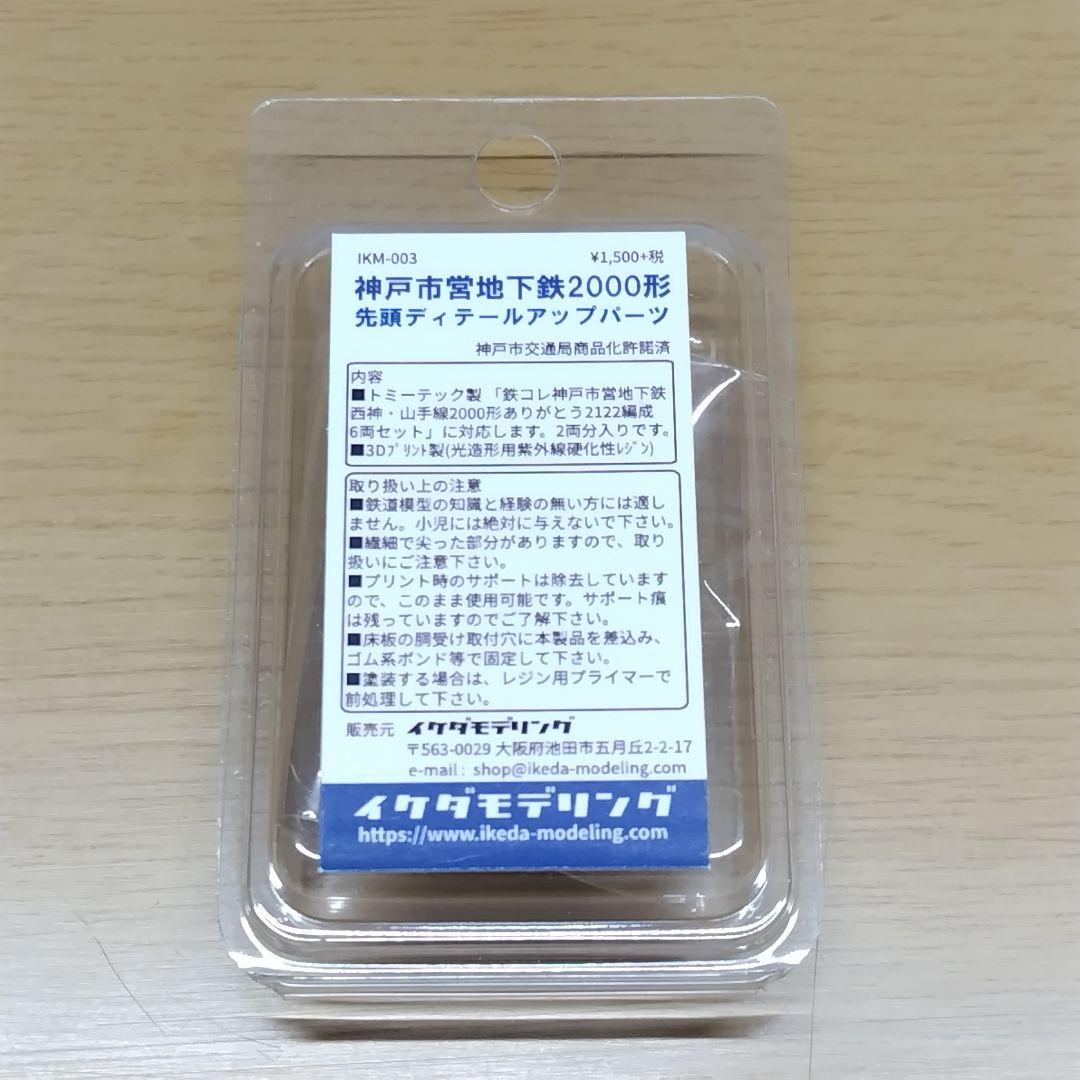 IKM-003 ¥1,500+税
神戸市営地下鉄2000形
先頭ディテールアップパーツ
神戸市交通局商品化許諾済
内容
■トミーテック製「鉄コレ神戸市営地下鉄
西神・山手線2000形ありがとう2122編成
6両セット」に対応します。2両分入りです。
■3Dﾌﾟﾘﾝﾄ製(光造形用紫外線硬化性ﾚｼﾞﾝ)
取り扱い上の注意
■鉄道模型の知識と経験の無い方には適し
ません。小児には絶対に与えないで下さい。
■繊細で尖った部分がありますので、取り
扱いにご注意下さい。
■プリント時のサポートは除去しています
ので、このまま使用可能です。サポート痕
は残っていますのでご了解下さい。
■床板の胴受け取付穴に本製品を差込み、
ゴム系ボンド等で固定して下さい。
■塗装する場合は、レジン用プライマーで
前処理して下さい。
販売元 イケダモデリング
〒563-0029 大阪府池田市五月丘2-2-17
e-mail : shop@ikeda-modeling.com
イケダモデリング
https://www.ikeda-modeling.com